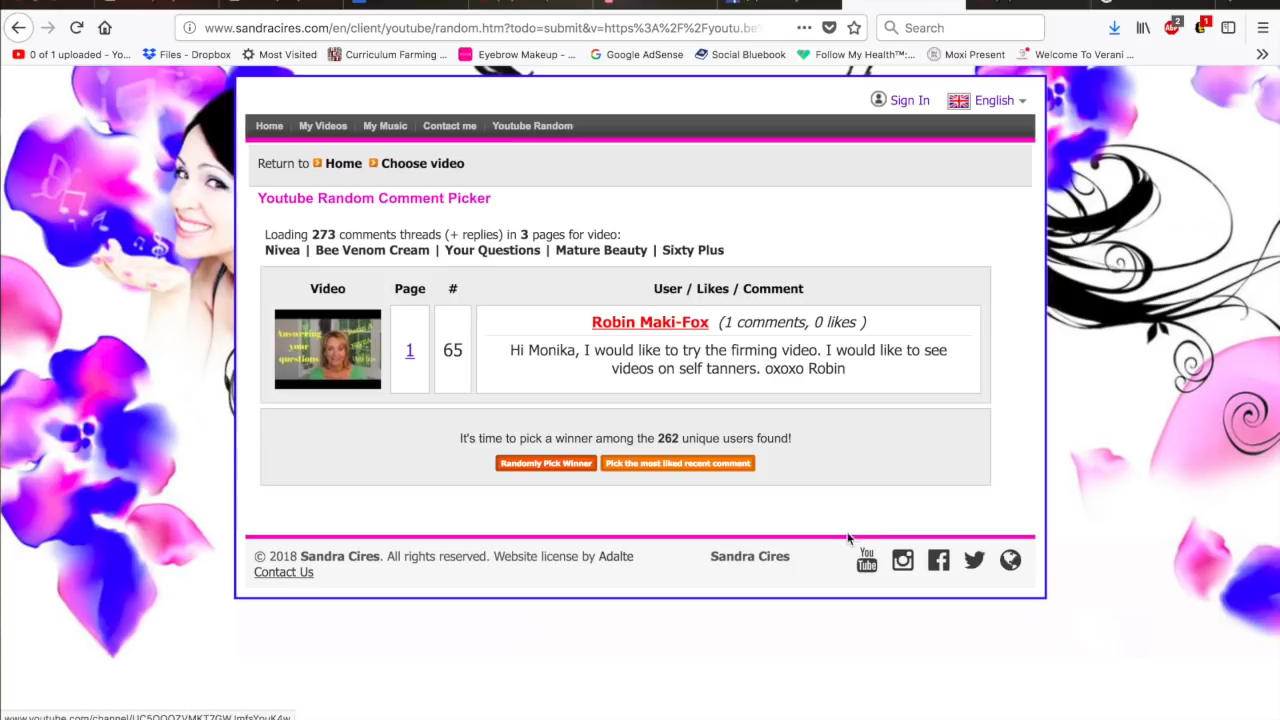 www.sandracires.com/en/client/youtube/random.htm?todo=submit&v=https%3A%2F%2Fyoutu.be
Search
2
1
0 of 1 uploaded - Yo...
Files - Dropbox
Most Visited
Curriculum Farming ...
Eyebrow Makeup - ...
Google AdSense
Social Bluebook
Follow My Health™:...
Moxi Present
Welcome To Verani ...
Sign In
English
Home
My Videos
My Music
Contact me
Youtube Random
Return to Home Choose video
Youtube Random Comment Picker
Loading 273 comments threads (+ replies) in 3 pages for video:
Nivea | Bee Venom Cream | Your Questions | Mature Beauty | Sixty Plus
Video Page # User / Likes / Comment
Answering
your
questions
1
65
Robin Maki-Fox (1 comments, 0 likes )
Hi Monika, I would like to try the firming video. I would like to see
videos on self tanners. oxoxo Robin
It's time to pick a winner among the 262 unique users found!
Randomly Pick Winner
Pick the most liked recent comment
© 2018 Sandra Cires. All rights reserved. Website license by Adalte
Contact Us
Sandra Cires
You
Tube